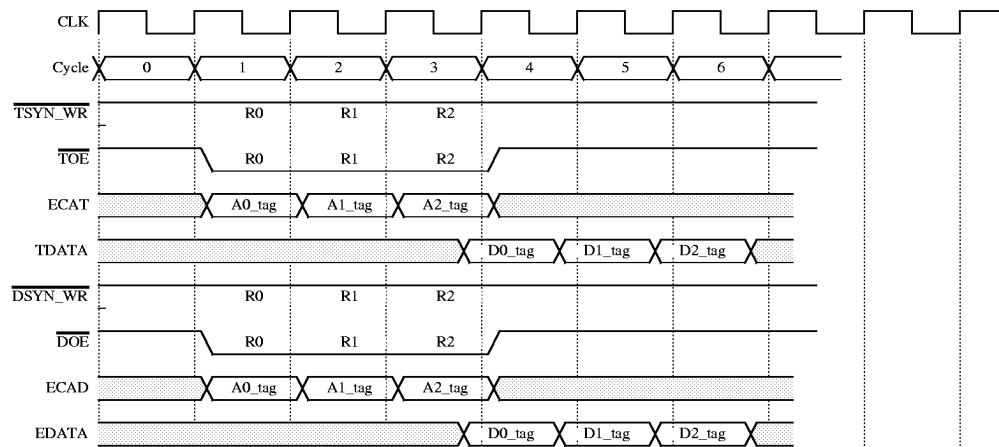 CLK
Cycle 0 1 2 3 4 5 6
TSYN_WR R0 R1 R2
TOE R0 R1 R2
ECAT A0_tag A1_tag A2_tag
TDATA D0_tag D1_tag D2_tag
DSYN_WR R0 R1 R2
DOE R0 R1 R2
ECAD A0_tag A1_tag A2_tag
EDATA D0_tag D1_tag D2_tag